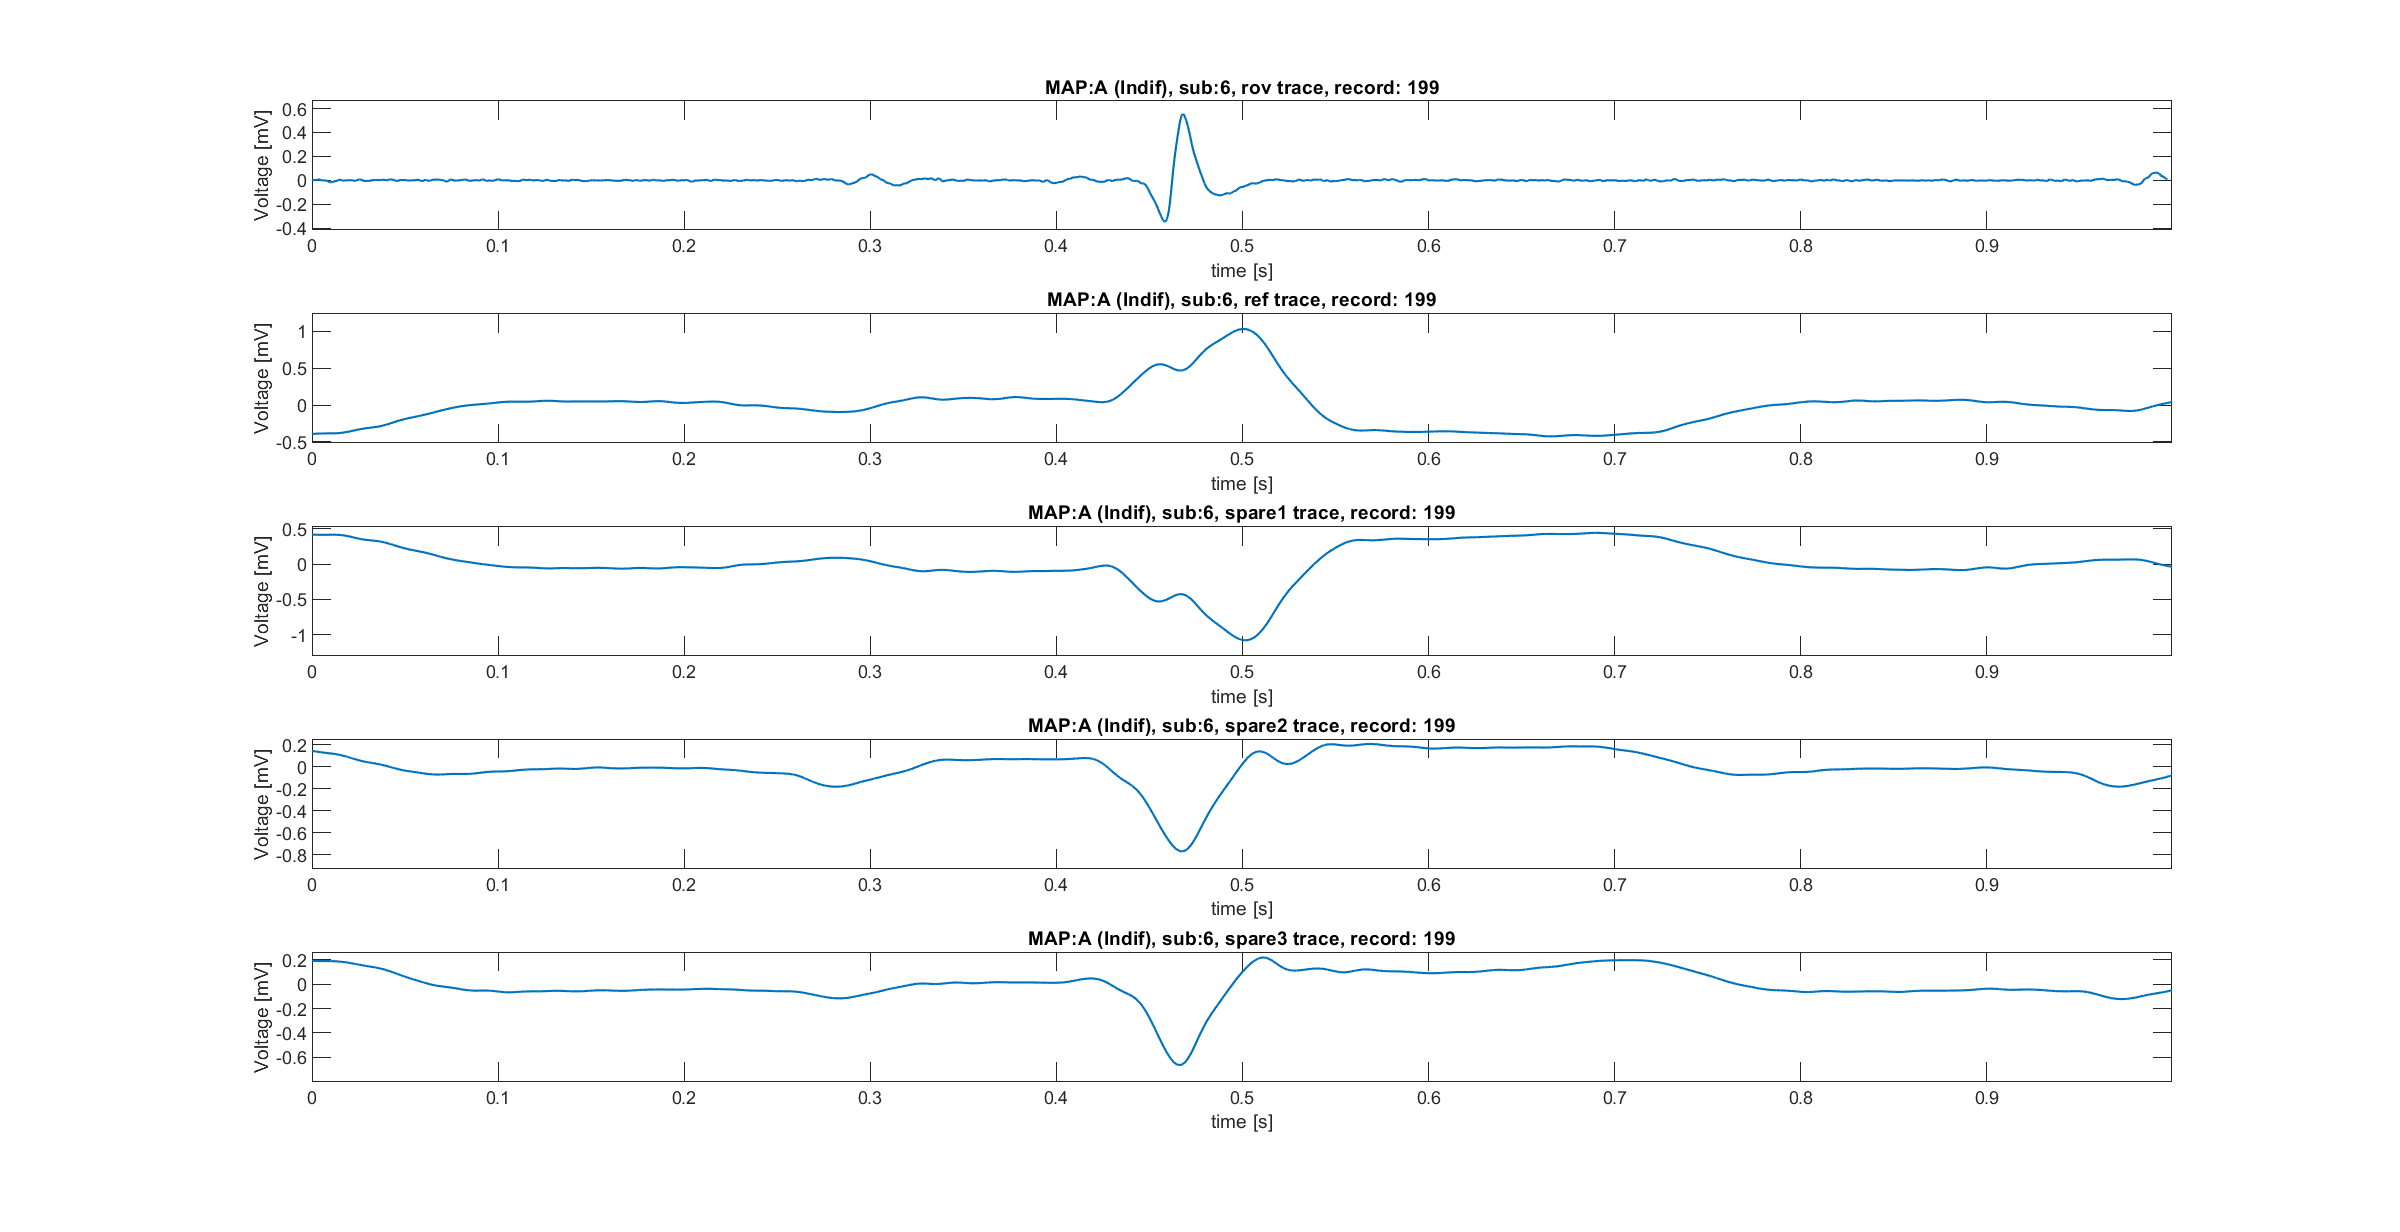 MAP:A (Indif), sub:6, rov trace, record: 199
Voltage [mV]
0.6
0.4
0.2
0
-0.2
-0.4
0 0.1 0.2 0.3 0.4 0.5 0.6 0.7 0.8 0.9
time [s]
MAP:A (Indif), sub:6, ref trace, record: 199
Voltage [mV]
1
0.5
0
-0.5
0 0.1 0.2 0.3 0.4 0.5 0.6 0.7 0.8 0.9
time [s]
MAP:A (Indif), sub:6, spare1 trace, record: 199
Voltage [mV]
0.5
0
-0.5
-1
0 0.1 0.2 0.3 0.4 0.5 0.6 0.7 0.8 0.9
time [s]
MAP:A (Indif), sub:6, spare2 trace, record: 199
Voltage [mV]
0.2
0
-0.2
-0.4
-0.6
-0.8
0 0.1 0.2 0.3 0.4 0.5 0.6 0.7 0.8 0.9
time [s]
MAP:A (Indif), sub:6, spare3 trace, record: 199
Voltage [mV]
0.2
0
-0.2
-0.4
-0.6
0 0.1 0.2 0.3 0.4 0.5 0.6 0.7 0.8 0.9
time [s]